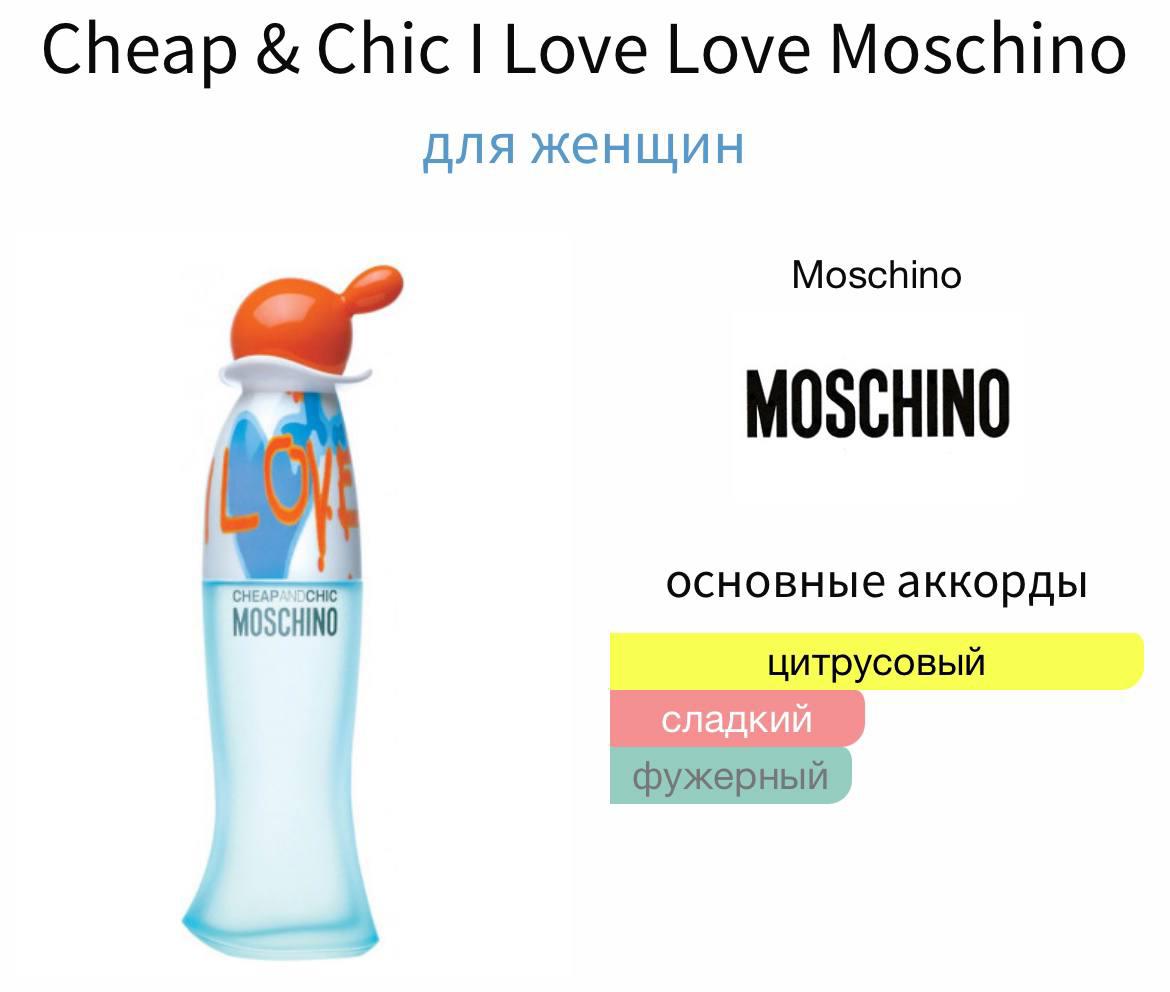 Cheap & Chic I Love Love Moschino
для женщин
Moschino
MOSCHINO
I LOVE
CHEAPANDCHIC
MOSCHINO
основные аккорды
цитрусовый
сладкий
фужерный